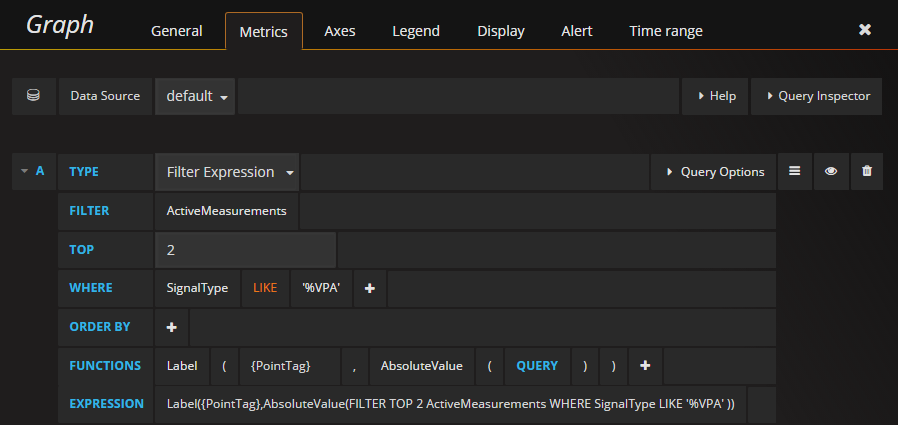 Graph General Metrics Axes Legend Display Alert Time range
Data Source default Help Query Inspector
A TYPE Filter Expression Query Options
FILTER ActiveMeasurements
TOP 2
WHERE SignalType LIKE '%VPA'
ORDER BY
FUNCTIONS Label ( {PointTag} , AbsoluteValue ( QUERY ) )
EXPRESSION Label({PointTag},AbsoluteValue(FILTER TOP 2 ActiveMeasurements WHERE SignalType LIKE '%VPA' ))